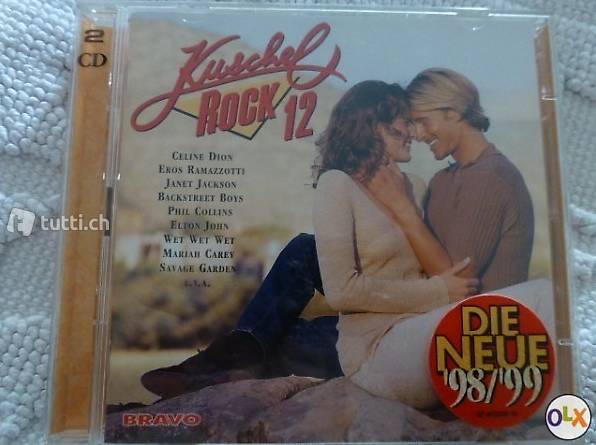 2
CD
Kuschel
ROCK 12
CELINE DION
EROS RAMAZZOTTI
JANET JACKSON
BACKSTREET BOYS
PHIL COLLINS
ELTON JOHN
WET WET WET
MARIAH CAREY
SAVAGE GARDEN
U.V.A.
tutti.ch
DIE
NEUE
'98/'99
BRAVO
OLX